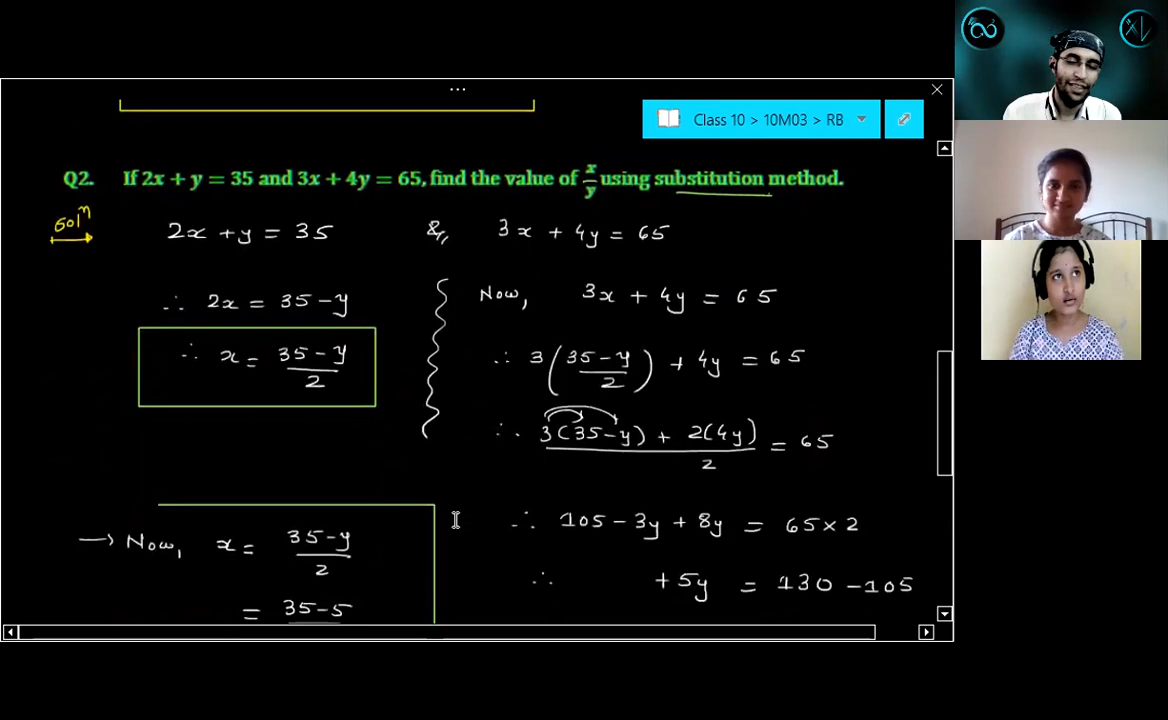 Class 10 > 10M03 > RB
Q2. If 2x + y = 35 and 3x + 4y = 65, find the value of x/y using substitution method.
Solⁿ
2x + y = 35 &, 3x + 4y = 65
∴ 2x = 35 - y
∴ x = (35 - y)/2
Now, 3x + 4y = 65
∴ 3((35 - y)/2) + 4y = 65
∴ (3(35 - y) + 2(4y))/2 = 65
∴ 105 - 3y + 8y = 65 × 2
∴ + 5y = 130 - 105
→ Now, x = (35 - y)/2
= 35 - 5